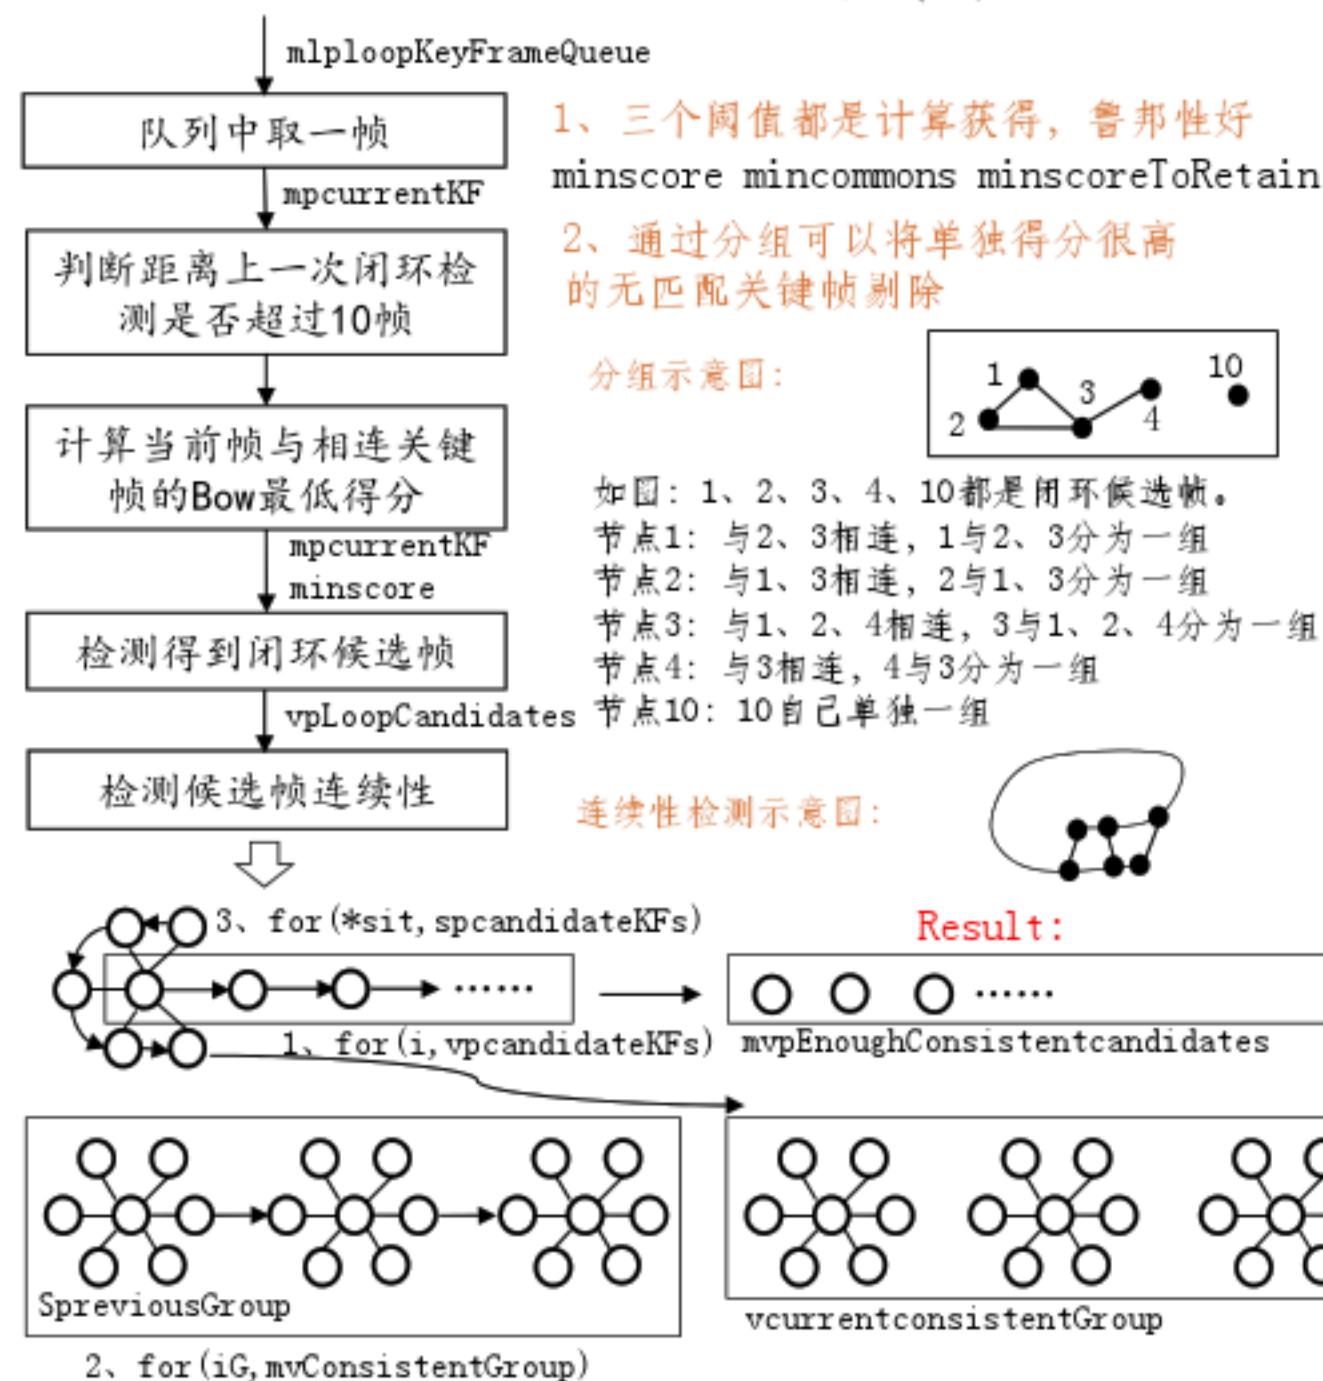 mlploopKeyFrameQueue
队列中取一帧
mpcurrentKF
判断距离上一次闭环检
测是否超过10帧
计算当前帧与相连关键
帧的Bow最低得分
mpcurrentKF
minscore
检测得到闭环候选帧
vpLoopCandidates
检测候选帧连续性
1、三个阈值都是计算获得，鲁邦性好
minscore mincommons minscoreToRetain
2、通过分组可以将单独得分很高
的无匹配关键帧剔除
分组示意图：
1
2
3
4
10
如图：1、2、3、4、10都是闭环候选帧。
节点1：与2、3相连，1与2、3分为一组
节点2：与1、3相连，2与1、3分为一组
节点3：与1、2、4相连，3与1、2、4分为一组
节点4：与3相连，4与3分为一组
节点10：10自己单独一组
连续性检测示意图：
3、for(*sit,spcandidateKFs)
Result:
……
……
1、for(i,vpcandidateKFs)
mvpEnoughConsistentcandidates
SpreviousGroup
vcurrentconsistentGroup
2、for(iG,mvConsistentGroup)